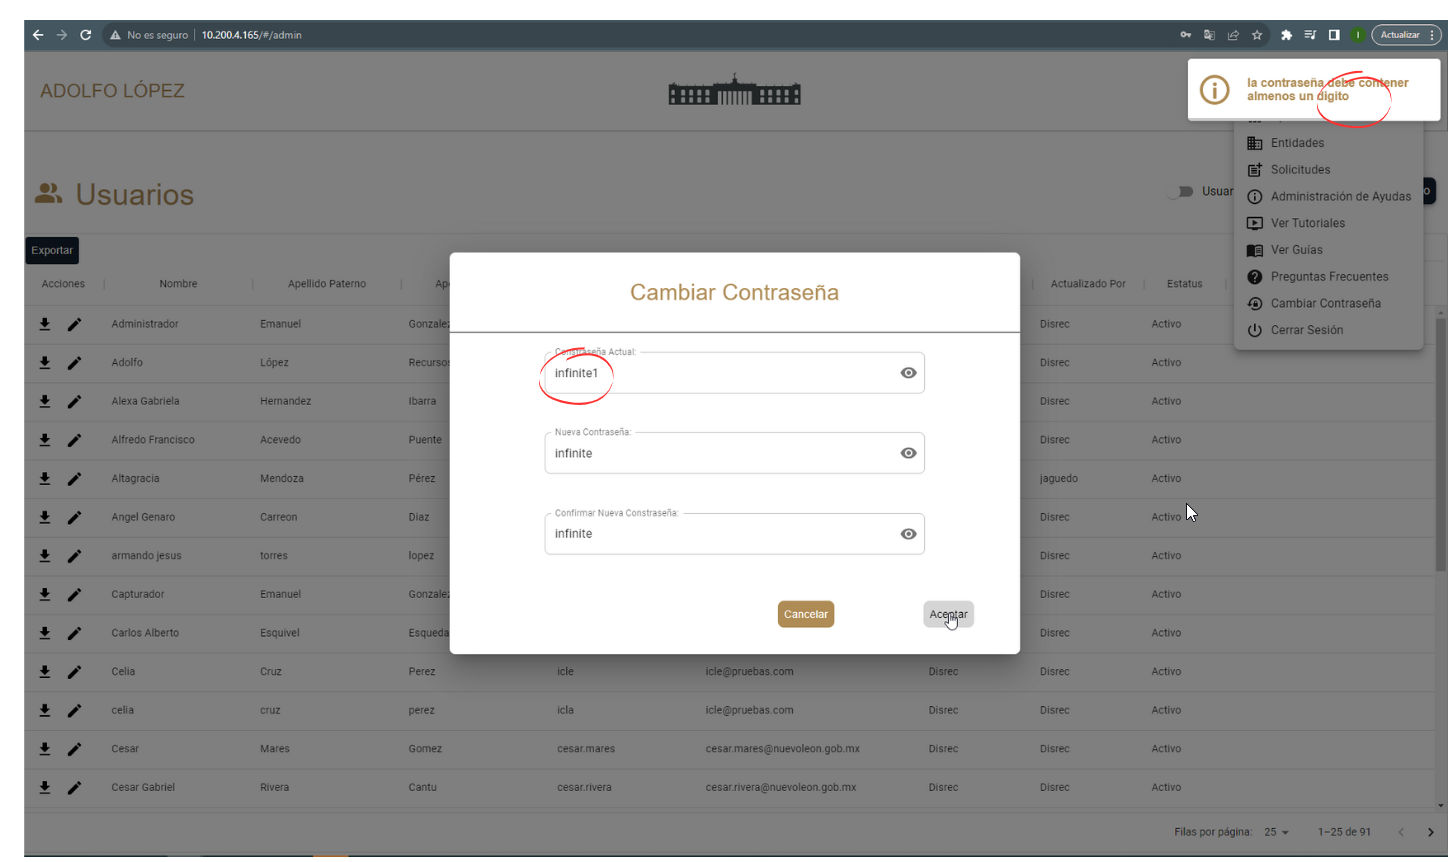 No es seguro | 10.200.4.165/#/admin
Actualizar
ADOLFO LÓPEZ
la contraseña debe contener
almenos un digito
Entidades
Solicitudes
Administración de Ayudas
Ver Tutoriales
Ver Guías
Preguntas Frecuentes
Cambiar Contraseña
Cerrar Sesión
Usuarios
Usuar
o
Exportar
Acciones Nombre Apellido Paterno Ap Actualizado Por Estatus
Administrador Emanuel Gonzalez Disrec Activo
Adolfo López Recursos Disrec Activo
Alexa Gabriela Hernandez Ibarra Disrec Activo
Alfredo Francisco Acevedo Puente Disrec Activo
Altagracia Mendoza Pérez jaguedo Activo
Angel Genaro Carreon Diaz Disrec Activo
armando jesus torres lopez Disrec Activo
Capturador Emanuel Gonzalez Disrec Activo
Carlos Alberto Esquivel Esqueda Disrec Activo
Celia Cruz Perez icle icle@pruebas.com Disrec Disrec Activo
celia cruz perez icla icle@pruebas.com Disrec Disrec Activo
Cesar Mares Gomez cesar.mares cesar.mares@nuevoleon.gob.mx Disrec Disrec Activo
Cesar Gabriel Rivera Cantu cesar.rivera cesar.rivera@nuevoleon.gob.mx Disrec Disrec Activo
Cambiar Contraseña
Constraseña Actual:
infinite1
Nueva Contraseña:
infinite
Confirmar Nueva Constraseña:
infinite
Cancelar
Aceptar
Filas por página: 25 1–25 de 91